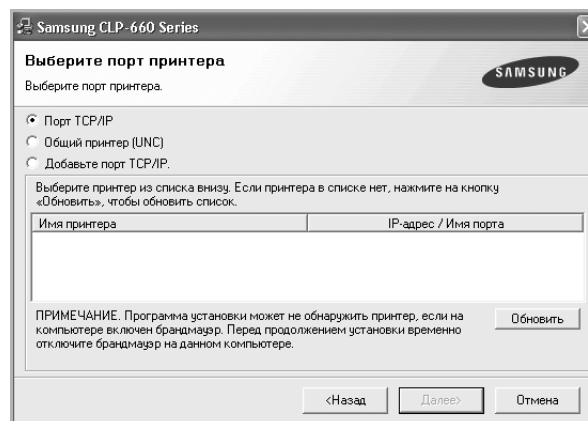 Samsung CLP-660 Series
Выберите порт принтера
Выберите порт принтера.
SAMSUNG
Порт TCP/IP
Общий принтер (UNC)
Добавьте порт TCP/IP.
Выберите принтер из списка внизу. Если принтера в списке нет, нажмите на кнопку
«Обновить», чтобы обновить список.
Имя принтера IP-адрес / Имя порта
ПРИМЕЧАНИЕ. Программа установки может не обнаружить принтер, если на
компьютере включен брандмауэр. Перед продолжением установки временно
отключите брандмауэр на данном компьютере.
Обновить
<Назад Далее> Отмена